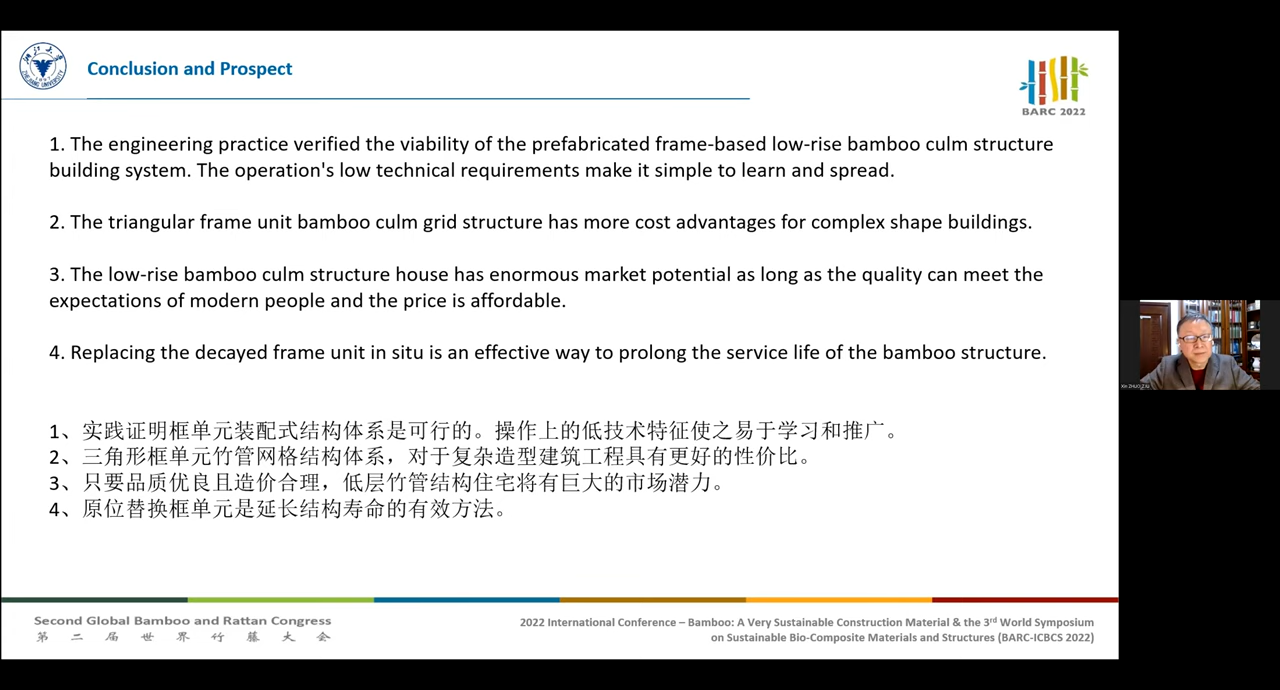 Conclusion and Prospect
BARC 2022
1. The engineering practice verified the viability of the prefabricated frame-based low-rise bamboo culm structure
building system. The operation's low technical requirements make it simple to learn and spread.
2. The triangular frame unit bamboo culm grid structure has more cost advantages for complex shape buildings.
3. The low-rise bamboo culm structure house has enormous market potential as long as the quality can meet the
expectations of modern people and the price is affordable.
4. Replacing the decayed frame unit in situ is an effective way to prolong the service life of the bamboo structure.
1、实践证明框单元装配式结构体系是可行的。操作上的低技术特征使之易于学习和推广。
2、三角形框单元竹管网格结构体系，对于复杂造型建筑工程具有更好的性价比。
3、只要品质优良且造价合理，低层竹管结构住宅将有巨大的市场潜力。
4、原位替换框单元是延长结构寿命的有效方法。
Second Global Bamboo and Rattan Congress
第二届世界竹藤大会
2022 International Conference – Bamboo: A Very Sustainable Construction Material & the 3rd World Symposium
on Sustainable Bio-Composite Materials and Structures (BARC-ICBCS 2022)